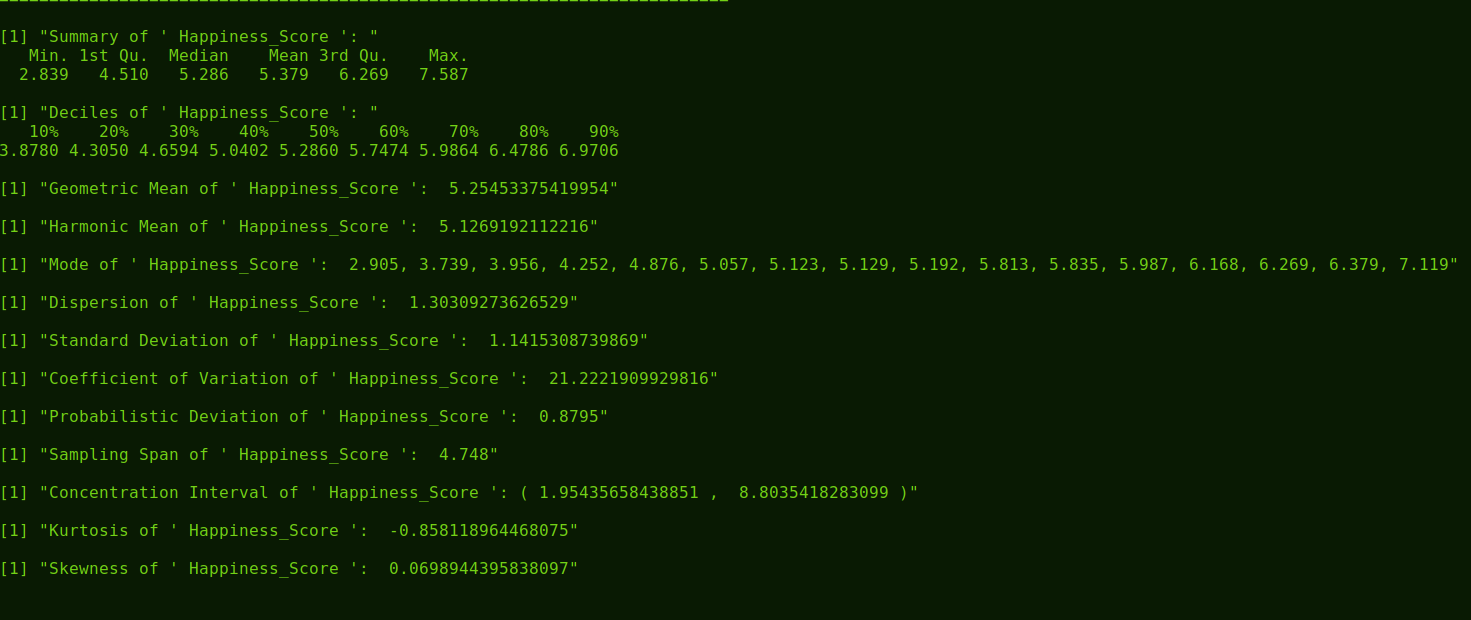 [1] "Summary of ' Happiness_Score ': "
   Min. 1st Qu.  Median    Mean 3rd Qu.    Max.
  2.839   4.510   5.286   5.379   6.269   7.587
[1] "Deciles of ' Happiness_Score ': "
   10%    20%    30%    40%    50%    60%    70%    80%    90%
3.8780 4.3050 4.6594 5.0402 5.2860 5.7474 5.9864 6.4786 6.9706
[1] "Geometric Mean of ' Happiness_Score ':  5.25453375419954"
[1] "Harmonic Mean of ' Happiness_Score ':  5.1269192112216"
[1] "Mode of ' Happiness_Score ':  2.905, 3.739, 3.956, 4.252, 4.876, 5.057, 5.123, 5.129, 5.192, 5.813, 5.835, 5.987, 6.168, 6.269, 6.379, 7.119"
[1] "Dispersion of ' Happiness_Score ':  1.30309273626529"
[1] "Standard Deviation of ' Happiness_Score ':  1.1415308739869"
[1] "Coefficient of Variation of ' Happiness_Score ':  21.2221909929816"
[1] "Probabilistic Deviation of ' Happiness_Score ':  0.8795"
[1] "Sampling Span of ' Happiness_Score ':  4.748"
[1] "Concentration Interval of ' Happiness_Score ': ( 1.95435658438851 ,  8.8035418283099 )"
[1] "Kurtosis of ' Happiness_Score ':  -0.858118964468075"
[1] "Skewness of ' Happiness_Score ':  0.0698944395838097"